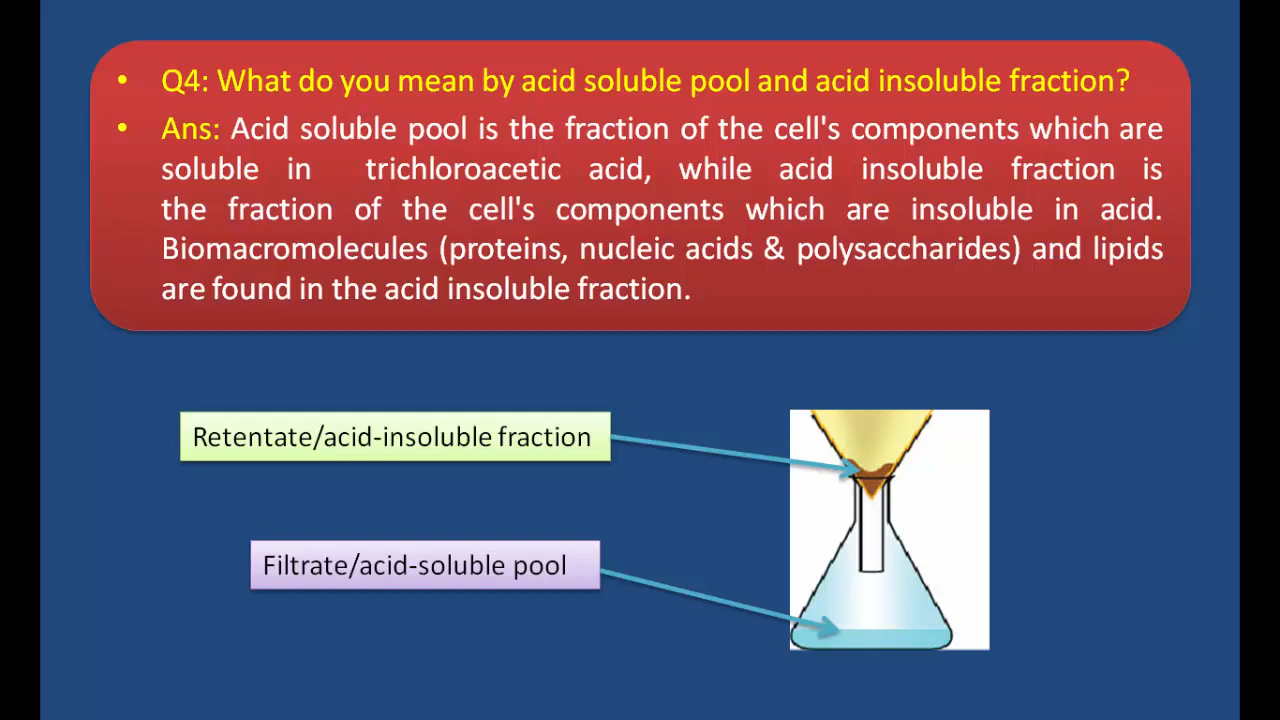 • Q4: What do you mean by acid soluble pool and acid insoluble fraction?
• Ans: Acid soluble pool is the fraction of the cell's components which are
soluble in trichloroacetic acid, while acid insoluble fraction is
the fraction of the cell's components which are insoluble in acid.
Biomacromolecules (proteins, nucleic acids & polysaccharides) and lipids
are found in the acid insoluble fraction.
Retentate/acid-insoluble fraction
Filtrate/acid-soluble pool